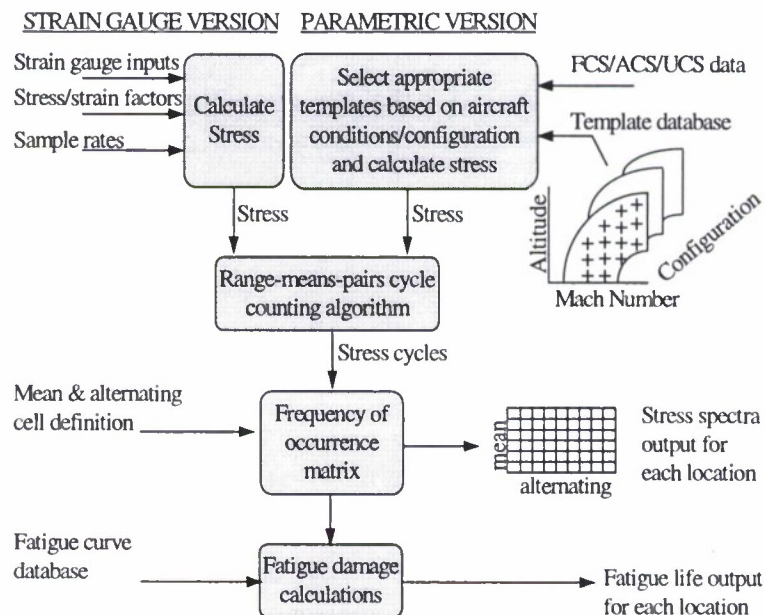 STRAIN GAUGE VERSION
PARAMETRIC VERSION
Strain gauge inputs
Stress/strain factors
Sample rates
Calculate
Stress
Select appropriate
templates based on aircraft
conditions/configuration
and calculate stress
FCS/ACS/UCS data
Template database
Altitude
Mach Number
Configuration
Stress
Stress
Range-means-pairs cycle
counting algorithm
Stress cycles
Mean & alternating
cell definition
Frequency of
occurrence
matrix
mean
alternating
Stress spectra
output for
each location
Fatigue curve
database
Fatigue damage
calculations
Fatigue life output
for each location